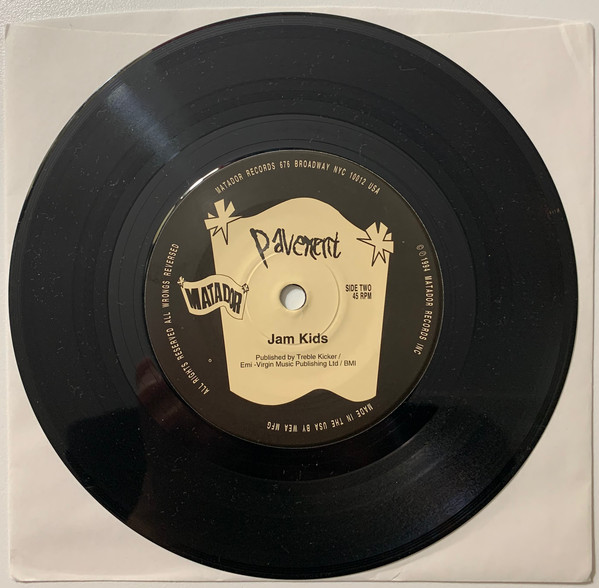 MATADOR RECORDS 676 BROADWAY NYC 10012 USA
Pavement
MATADOR
SIDE TWO
45 RPM
Jam Kids
Published by Treble Kicker /
Emi -Virgin Music Publishing Ltd / BMI
© ℗ 1994 MATADOR RECORDS INC
MADE IN THE USA BY WEA MFG
ALL RIGHTS RESERVED ALL WRONGS REVERSED